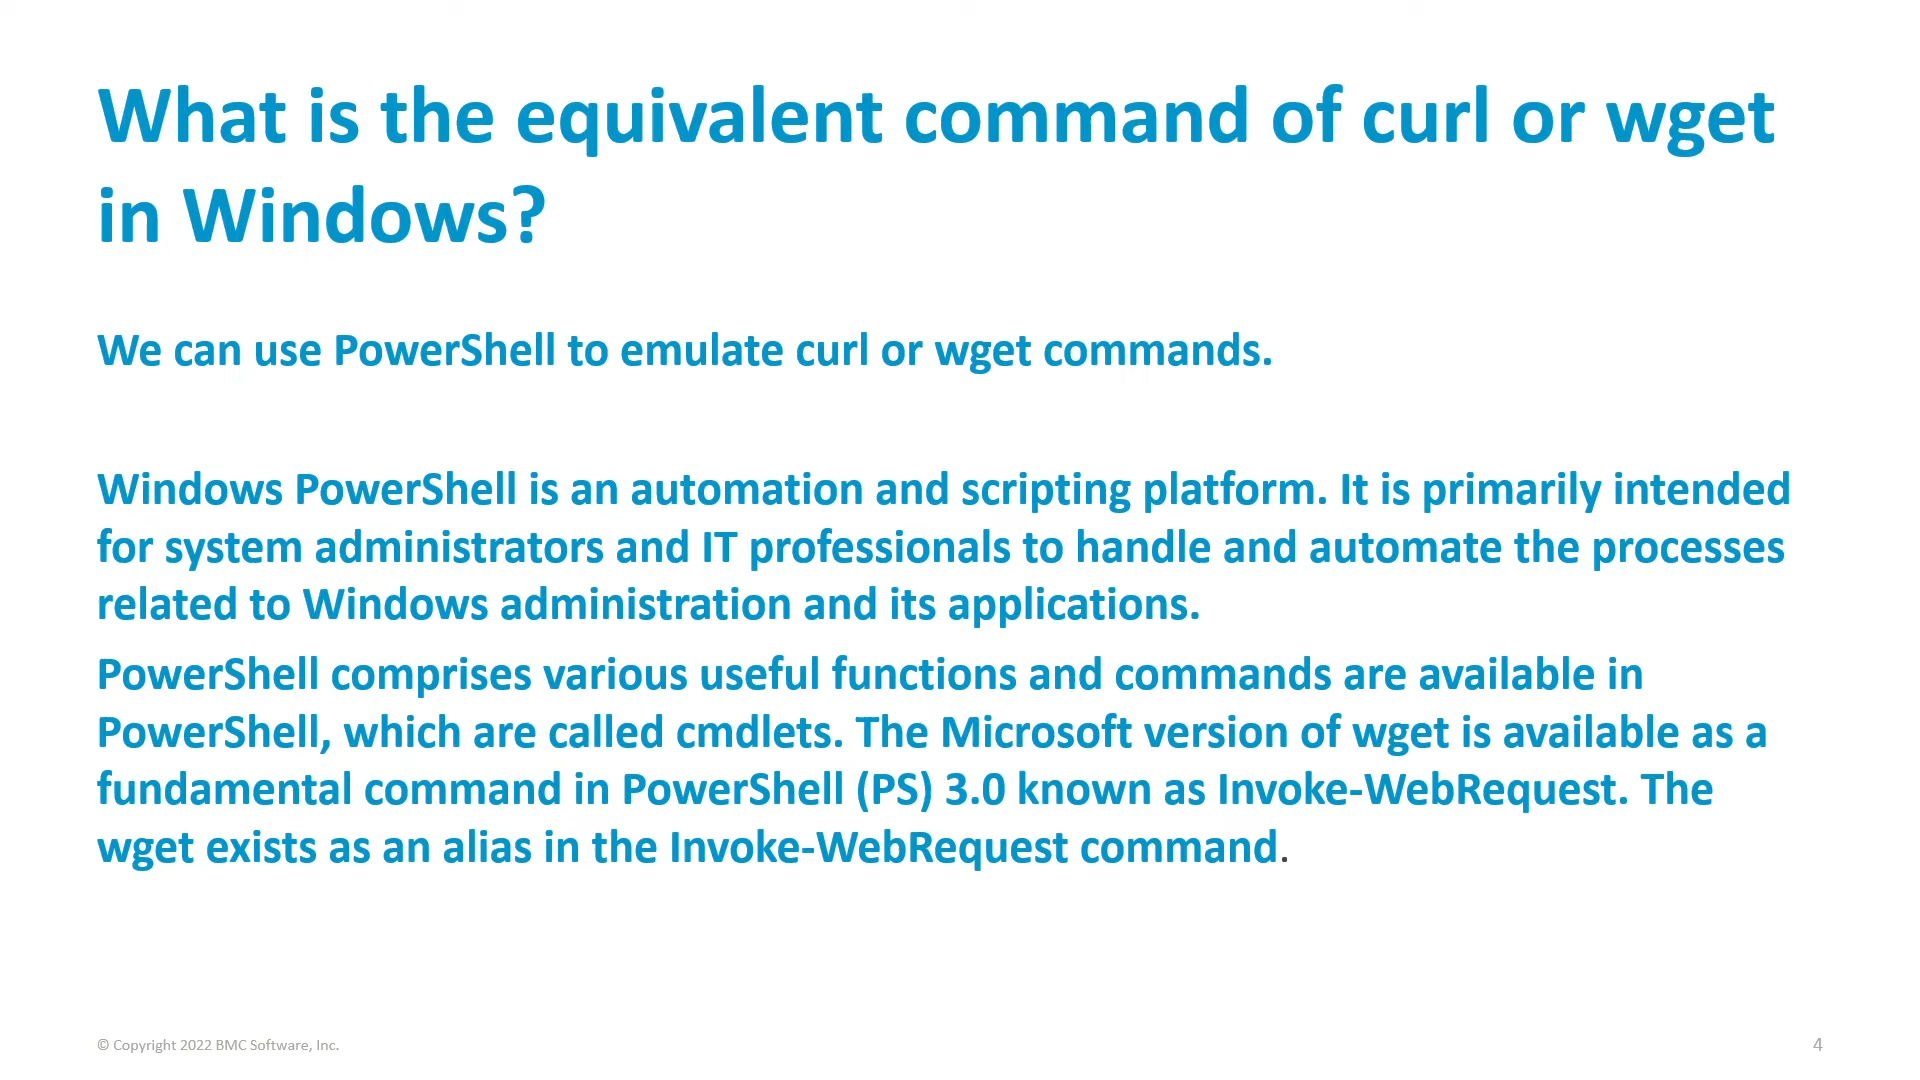 What is the equivalent command of curl or wget
in Windows?
We can use PowerShell to emulate curl or wget commands.
Windows PowerShell is an automation and scripting platform. It is primarily intended
for system administrators and IT professionals to handle and automate the processes
related to Windows administration and its applications.
PowerShell comprises various useful functions and commands are available in
PowerShell, which are called cmdlets. The Microsoft version of wget is available as a
fundamental command in PowerShell (PS) 3.0 known as Invoke-WebRequest. The
wget exists as an alias in the Invoke-WebRequest command.
© Copyright 2022 BMC Software, Inc.
4